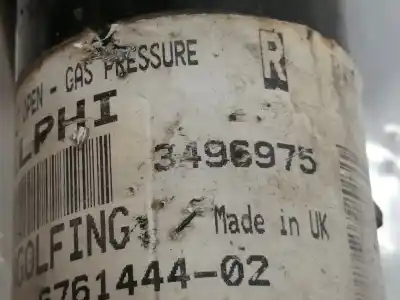 OPEN - GAS PRESSURE R
LPHI
3496975
GOLFING Made in UK
6761444-02